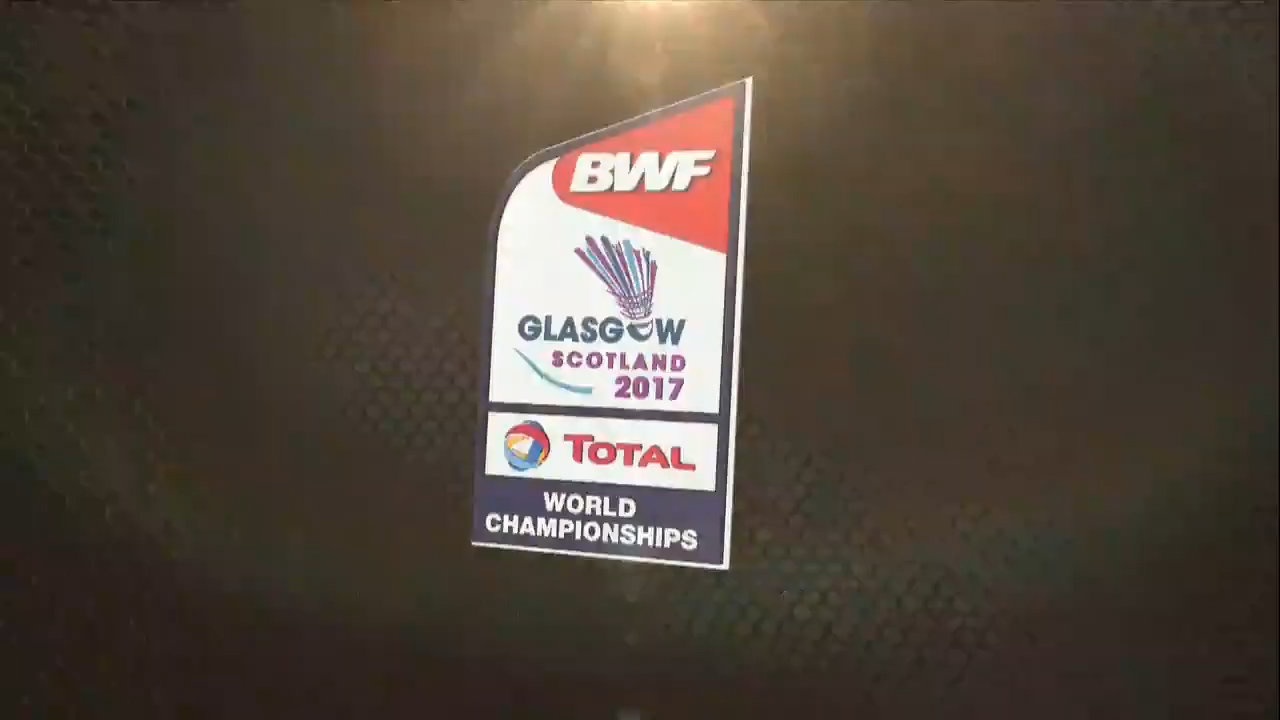 BWF
GLASGOW
SCOTLAND
2017
TOTAL
WORLD
CHAMPIONSHIPS